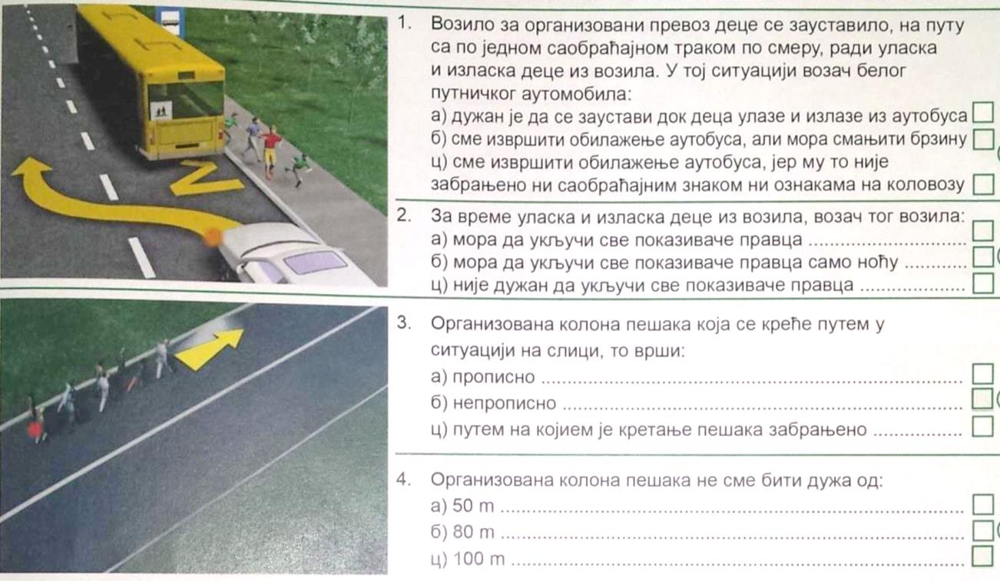 1. Возило за организовани превоз деце се зауставило, на путу
са по једном саобраћајном траком по смеру, ради уласка
и изласка деце из возила. У тој ситуацији возач белог
путничког аутомобила:
а) дужан је да се заустави док деца улазе и излазе из аутобуса
б) сме извршити обилажење аутобуса, али мора смањити брзину
ц) сме извршити обилажење аутобуса, јер му то није
забрањено ни саобраћајним знаком ни ознакама на коловозу
2. За време уласка и изласка деце из возила, возач тог возила:
а) мора да укључи све показиваче правца
б) мора да укључи све показиваче правца само ноћу
ц) није дужан да укључи све показиваче правца
3. Организована колона пешака која се креће путем у
ситуацији на слици, то врши:
а) прописно
б) непрописно
ц) путем на којием је кретање пешака забрањено
4. Организована колона пешака не сме бити дужа од:
а) 50 m
б) 80 m
ц) 100 m